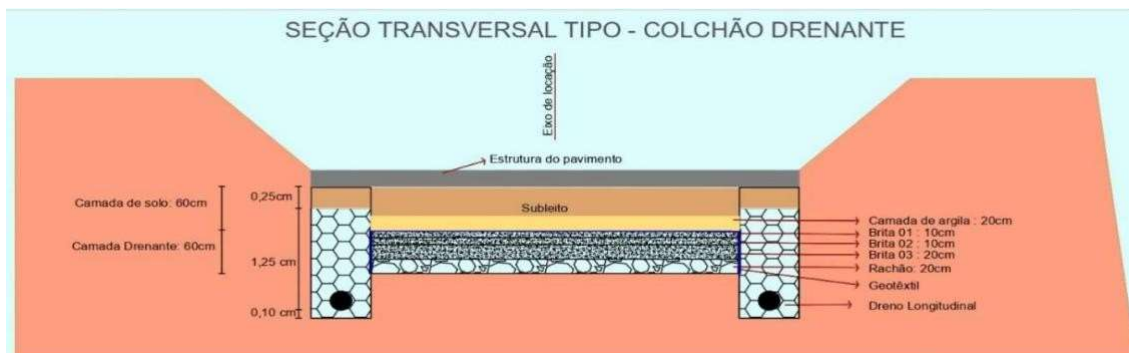 SEÇÃO TRANSVERSAL TIPO - COLCHÃO DRENANTE
Eixo de locação
Estrutura do pavimento
Camada de solo: 60cm
0,25cm
Subleito
Camada de argila : 20cm
Brita 01 : 10cm
Camada Drenante: 60cm
Brita 02 : 10cm
Brita 03 : 20cm
1,25 cm
Rachão: 20cm
Geotêxtil
0,10 cm
Dreno Longitudinal